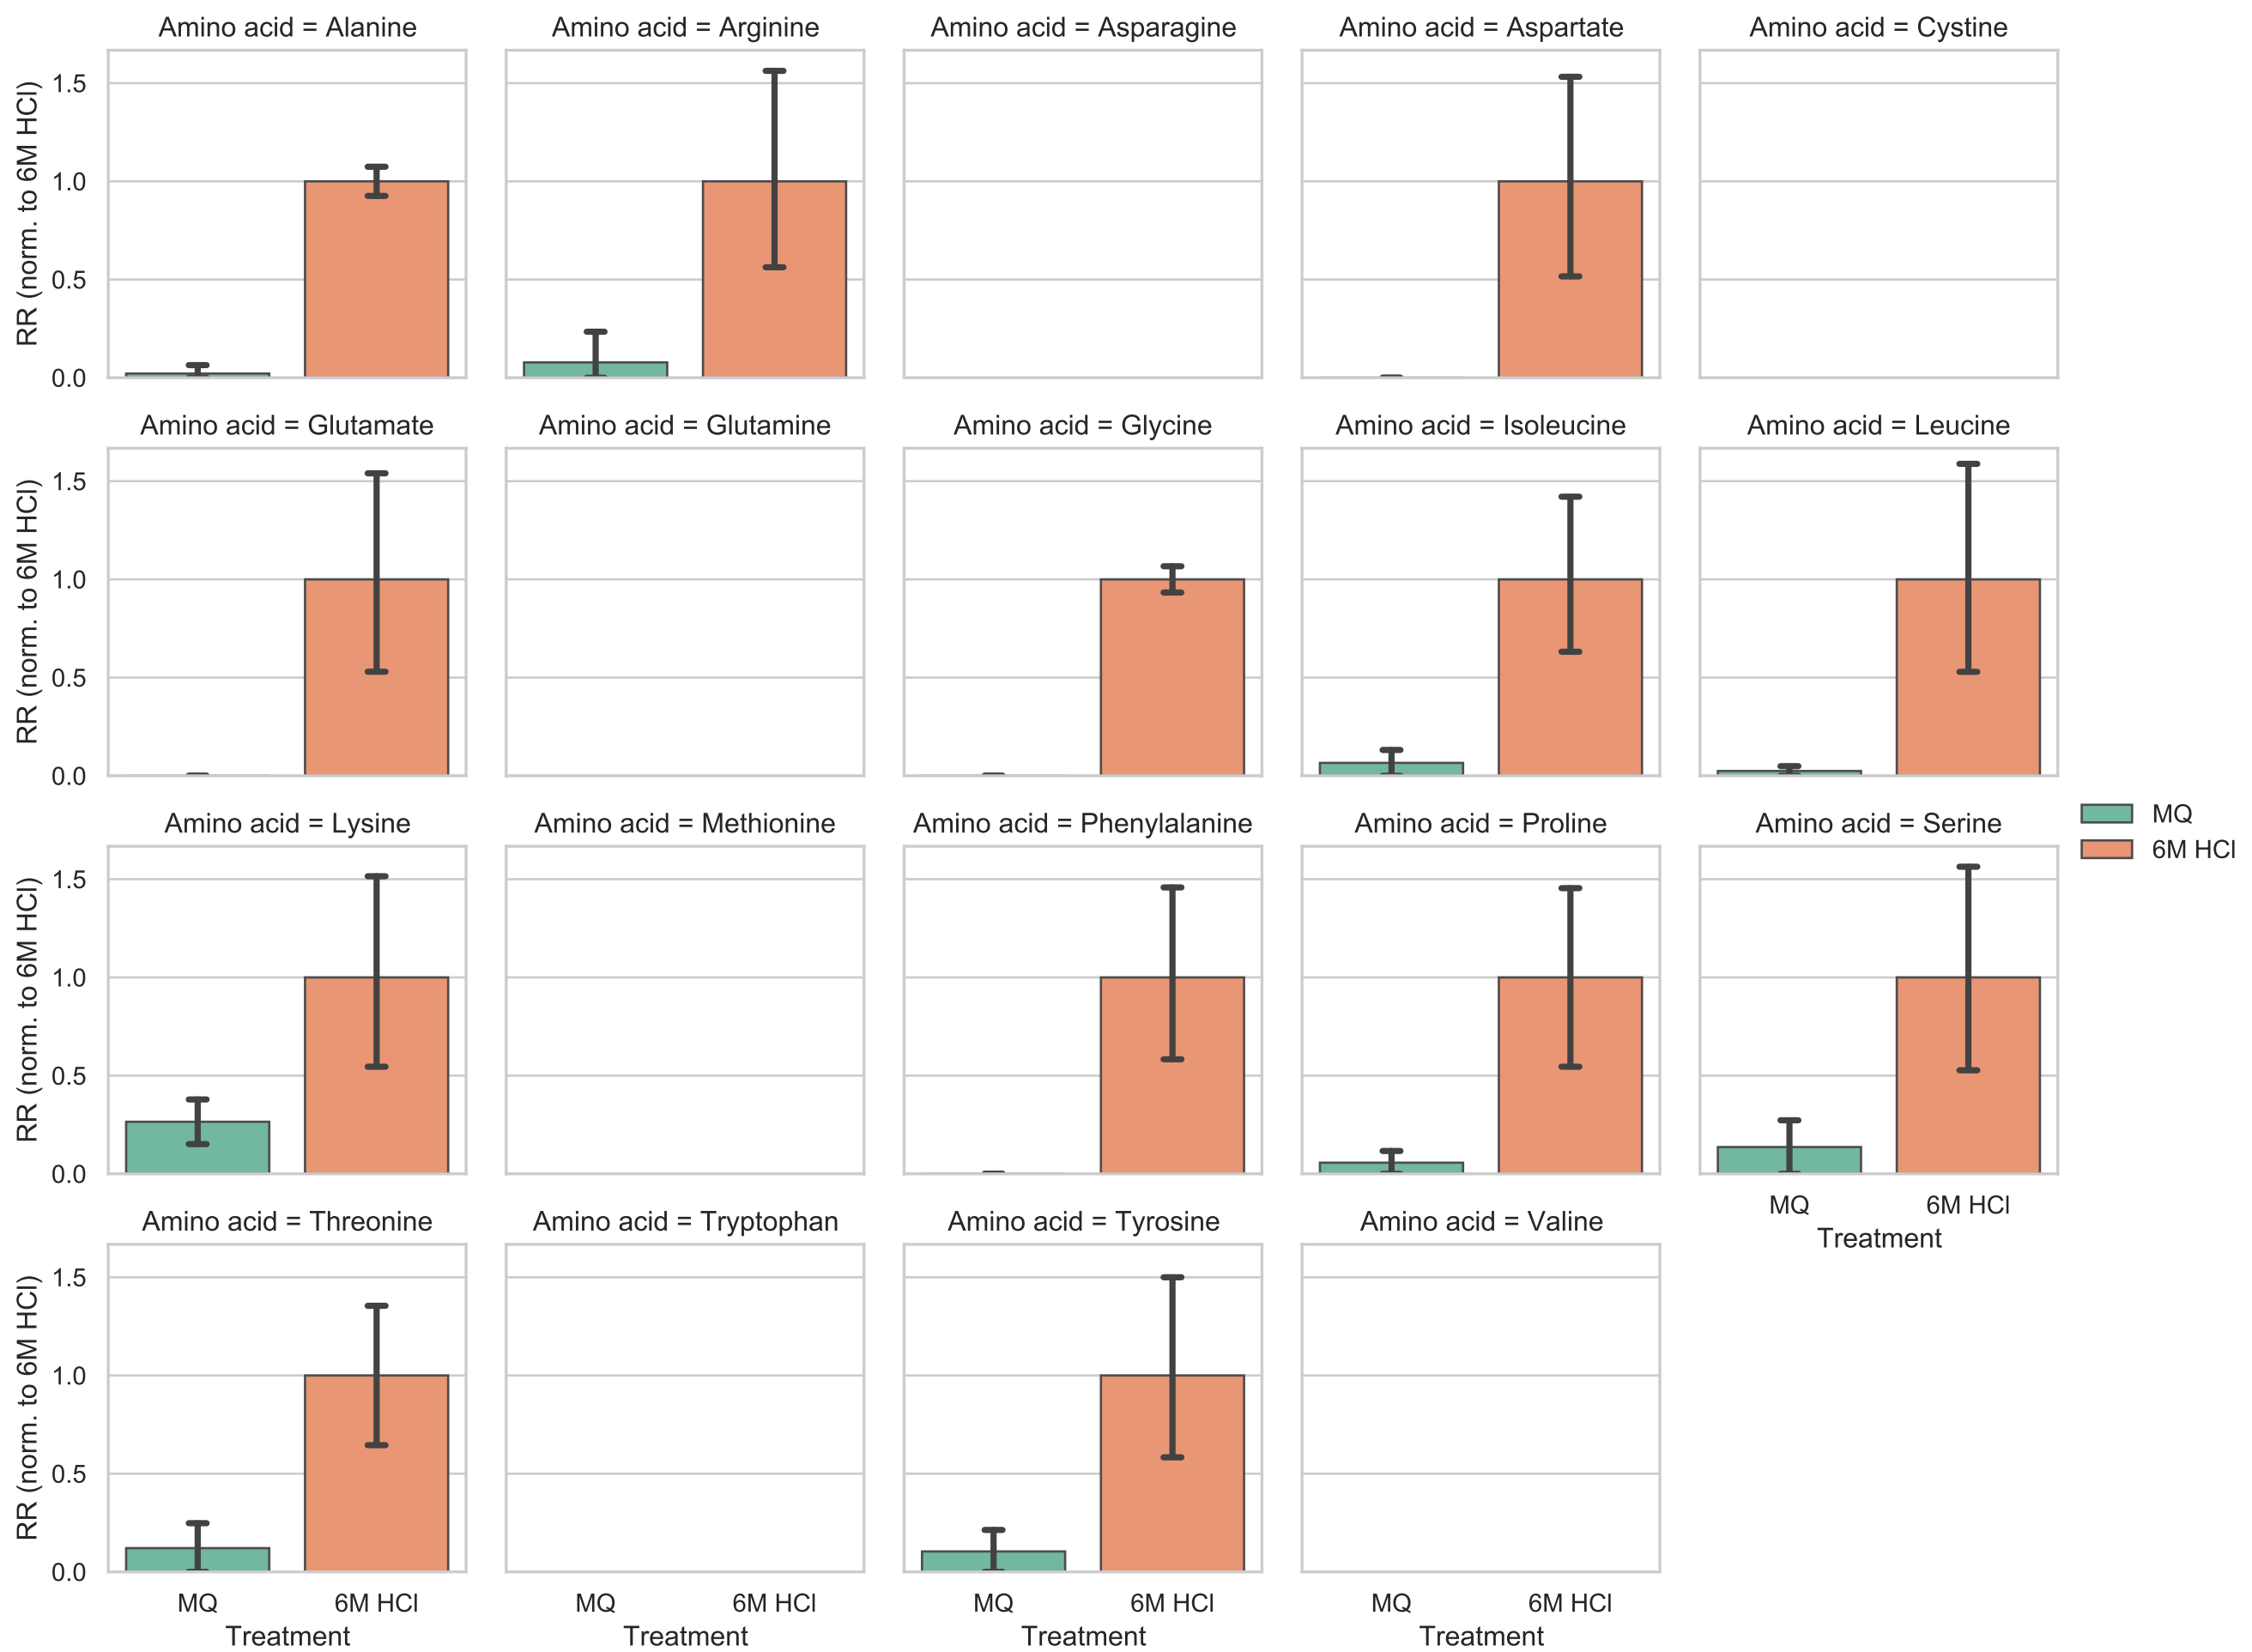 Amino acid = Alanine
Amino acid = Arginine
Amino acid = Asparagine
Amino acid = Aspartate
Amino acid = Cystine
RR (norm. to 6M HCl)
1.5
1.0
0.5
0.0
Amino acid = Glutamate
Amino acid = Glutamine
Amino acid = Glycine
Amino acid = Isoleucine
Amino acid = Leucine
RR (norm. to 6M HCl)
1.5
1.0
0.5
0.0
MQ
6M HCl
Amino acid = Lysine
Amino acid = Methionine
Amino acid = Phenylalanine
Amino acid = Proline
Amino acid = Serine
RR (norm. to 6M HCl)
1.5
1.0
0.5
0.0
MQ
6M HCl
Treatment
Amino acid = Threonine
Amino acid = Tryptophan
Amino acid = Tyrosine
Amino acid = Valine
RR (norm. to 6M HCl)
1.5
1.0
0.5
0.0
MQ
6M HCl
MQ
6M HCl
MQ
6M HCl
MQ
6M HCl
Treatment
Treatment
Treatment
Treatment